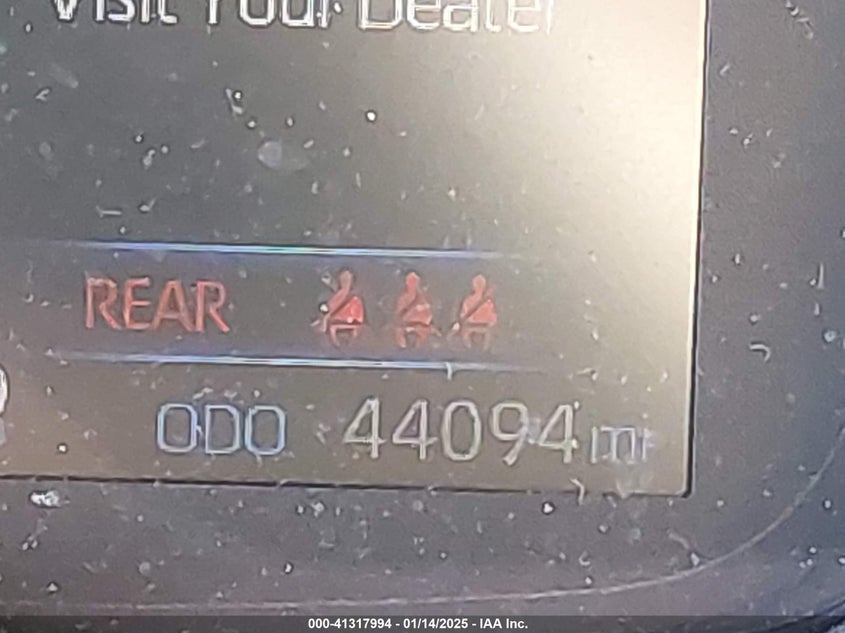 Visit Your Dealer
REAR
ODO 44094 mi
000-41317994 - 01/14/2025 - IAA Inc.